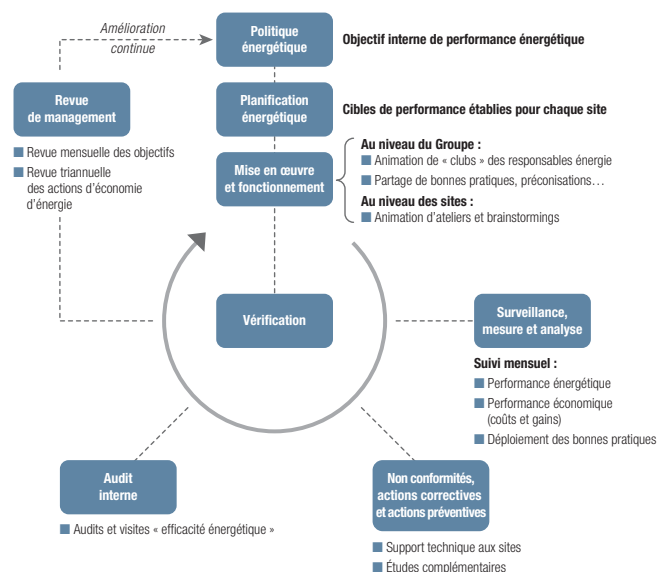 Amélioration
continue
Politique
énergétique
Objectif interne de performance énergétique
Revue
de management
Planification
énergétique
Cibles de performance établies pour chaque site
Revue mensuelle des objectifs
Revue triannuelle
des actions d'économie
d'énergie
Mise en œuvre
et fonctionnement
Au niveau du Groupe :
Animation de « clubs » des responsables énergie
Partage de bonnes pratiques, préconisations…
Au niveau des sites :
Animation d'ateliers et brainstormings
Vérification
Surveillance,
mesure et analyse
Suivi mensuel :
Performance énergétique
Performance économique
(coûts et gains)
Déploiement des bonnes pratiques
Audit
interne
Audits et visites « efficacité énergétique »
Non conformités,
actions correctives
et actions préventives
Support technique aux sites
Études complémentaires